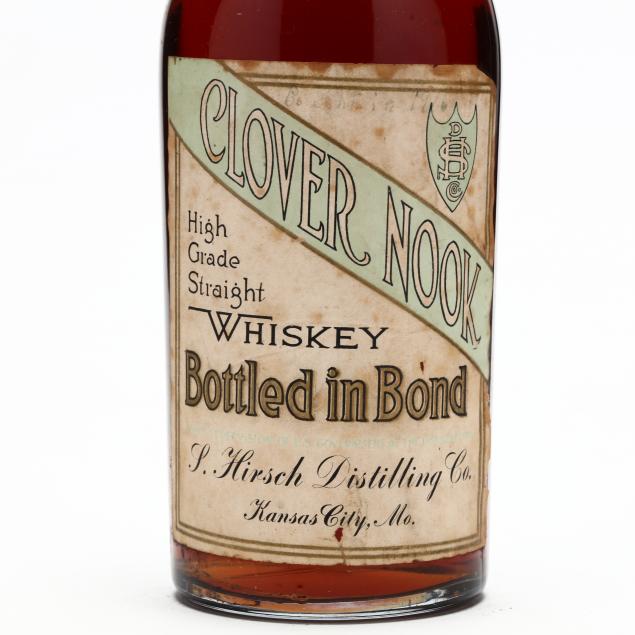 CLOVER NOOK
High
Grade
Straight
WHISKEY
Bottled in Bond
S. Hirsch Distilling Co.
Kansas City, Mo.